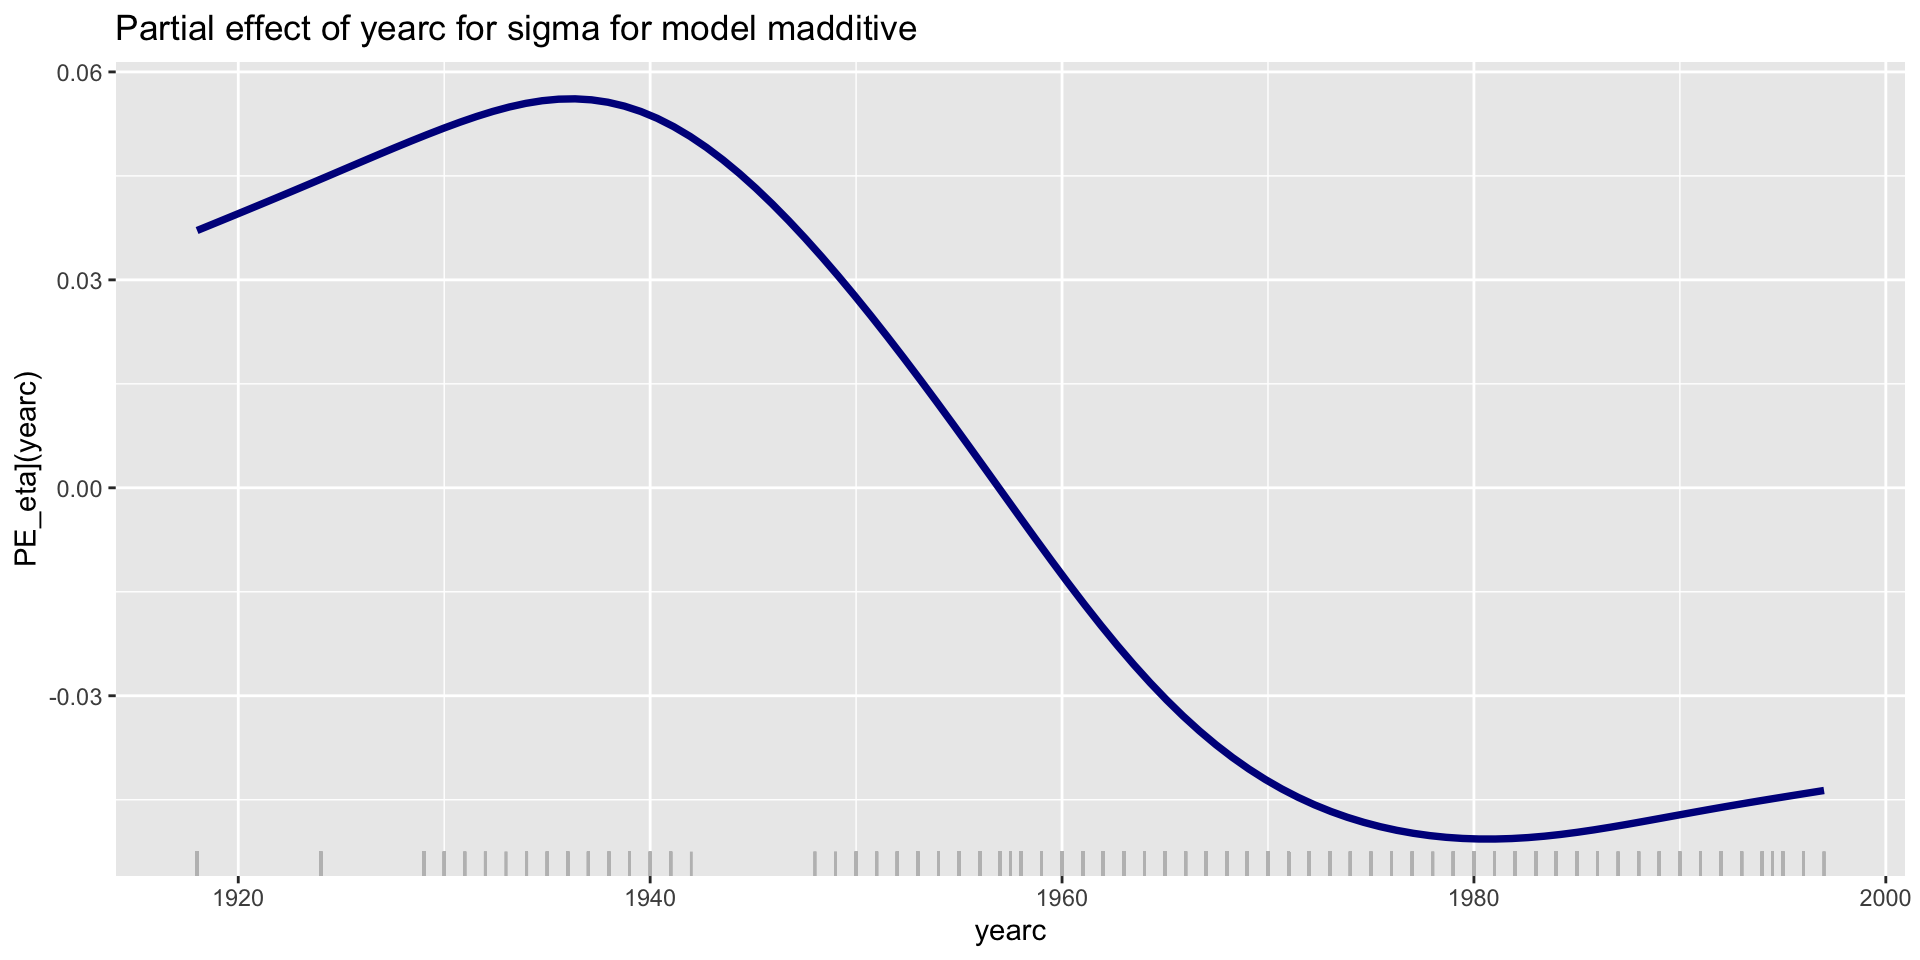 Partial effect of yearc for sigma for model madditive
0.06
0.03
0.00
-0.03
PE_eta](yearc)
1920 1940 1960 1980 2000
yearc